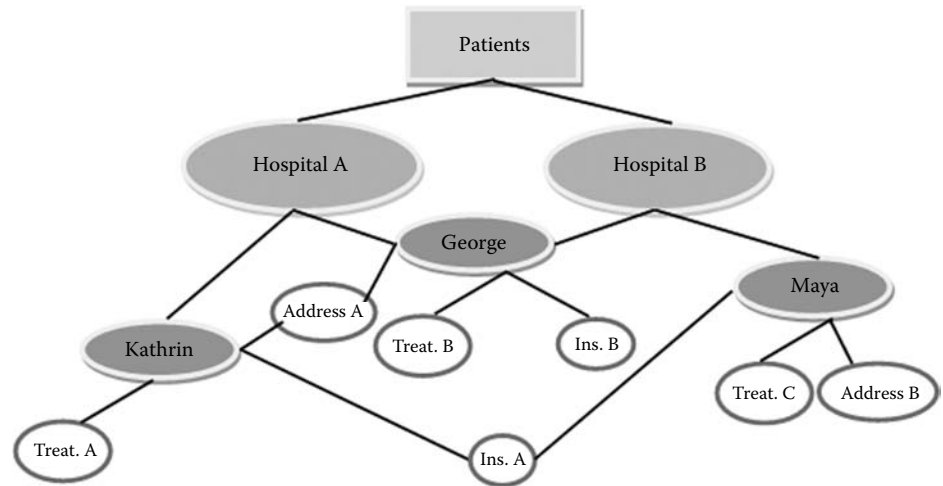 Patients
Hospital A
Hospital B
George
Maya
Address A
Kathrin
Treat. B
Ins. B
Treat. C
Address B
Treat. A
Ins. A